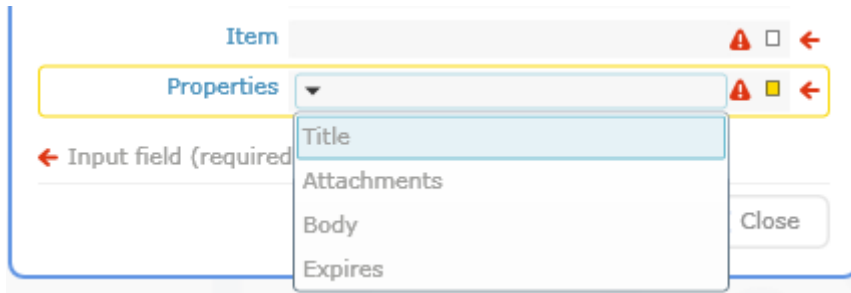 Item
Properties
Title
Input field (required
Attachments
Body
Close
Expires